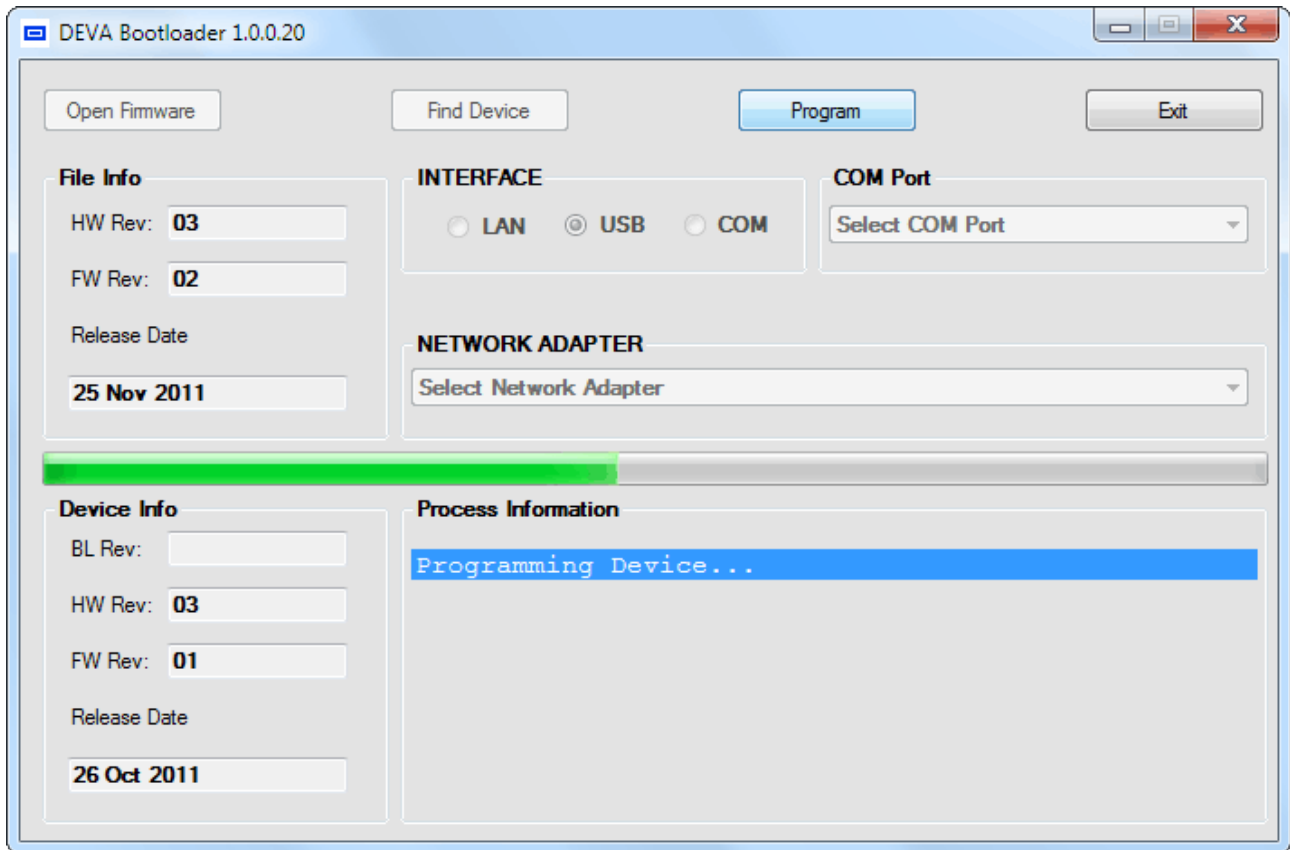 DEVA Bootloader 1.0.0.20
Open Firmware Find Device Program Exit
File Info
HW Rev: 03
FW Rev: 02
Release Date
25 Nov 2011
INTERFACE
LAN USB COM
COM Port
Select COM Port
NETWORK ADAPTER
Select Network Adapter
Device Info
BL Rev:
HW Rev: 03
FW Rev: 01
Release Date
26 Oct 2011
Process Information
Programming Device...